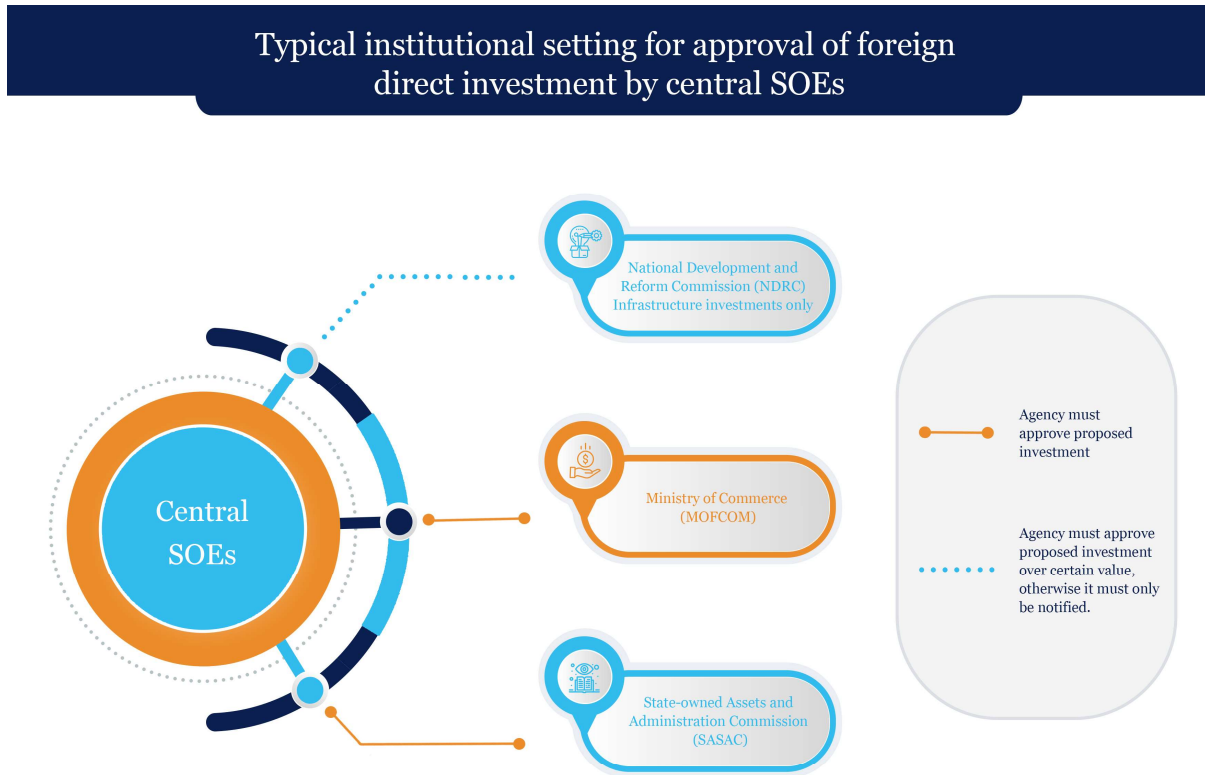 Typical institutional setting for approval of foreign
direct investment by central SOEs
National Development and
Reform Commission (NDRC)
Infrastructure investments only
Central
SOEs
Ministry of Commerce
(MOFCOM)
State-owned Assets and
Administration Commission
(SASAC)
Agency must
approve proposed
investment
Agency must approve
proposed investment
over certain value,
otherwise it must only
be notified.